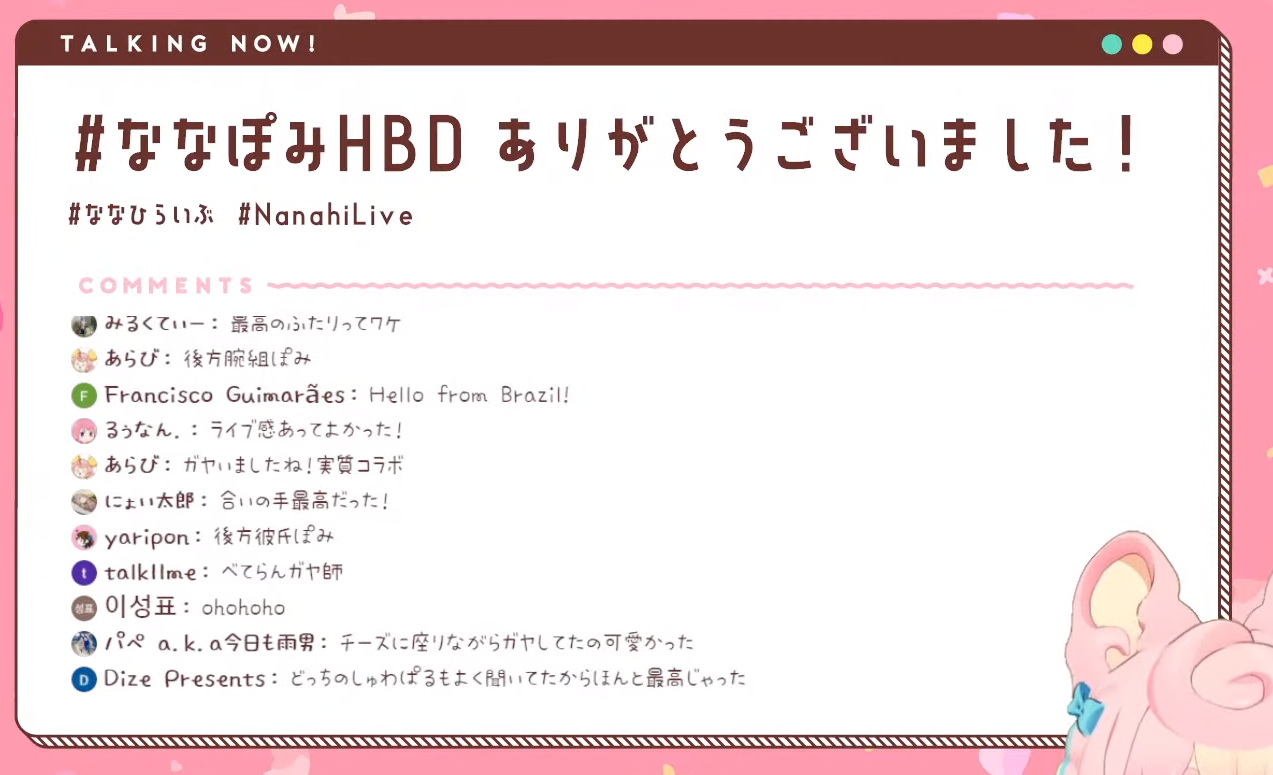 TALKING NOW!
#ななぽみHBD ありがとうございました!
#ななひらいぶ #NanahiLive
COMMENTS
みるくてぃー: 最高のふたりってワケ
あらび: 後方腕組ぽみ
F Francisco Guimarães: Hello from Brazil!
るぅなん.: ライブ感あってよかった!
あらび: ガヤいましたね!実質コラボ
にょい太郎: 合いの手最高だった!
yaripon: 後方彼氏ぽみ
t talkllme: べてらんガヤ師
성표 이성표: ohohoho
パペ a.k.a今日も雨男: チーズに座りながらガヤしてたの可愛かった
D Dize Presents: どっちのしゅわぱるもよく聞いてたからほんと最高じゃった